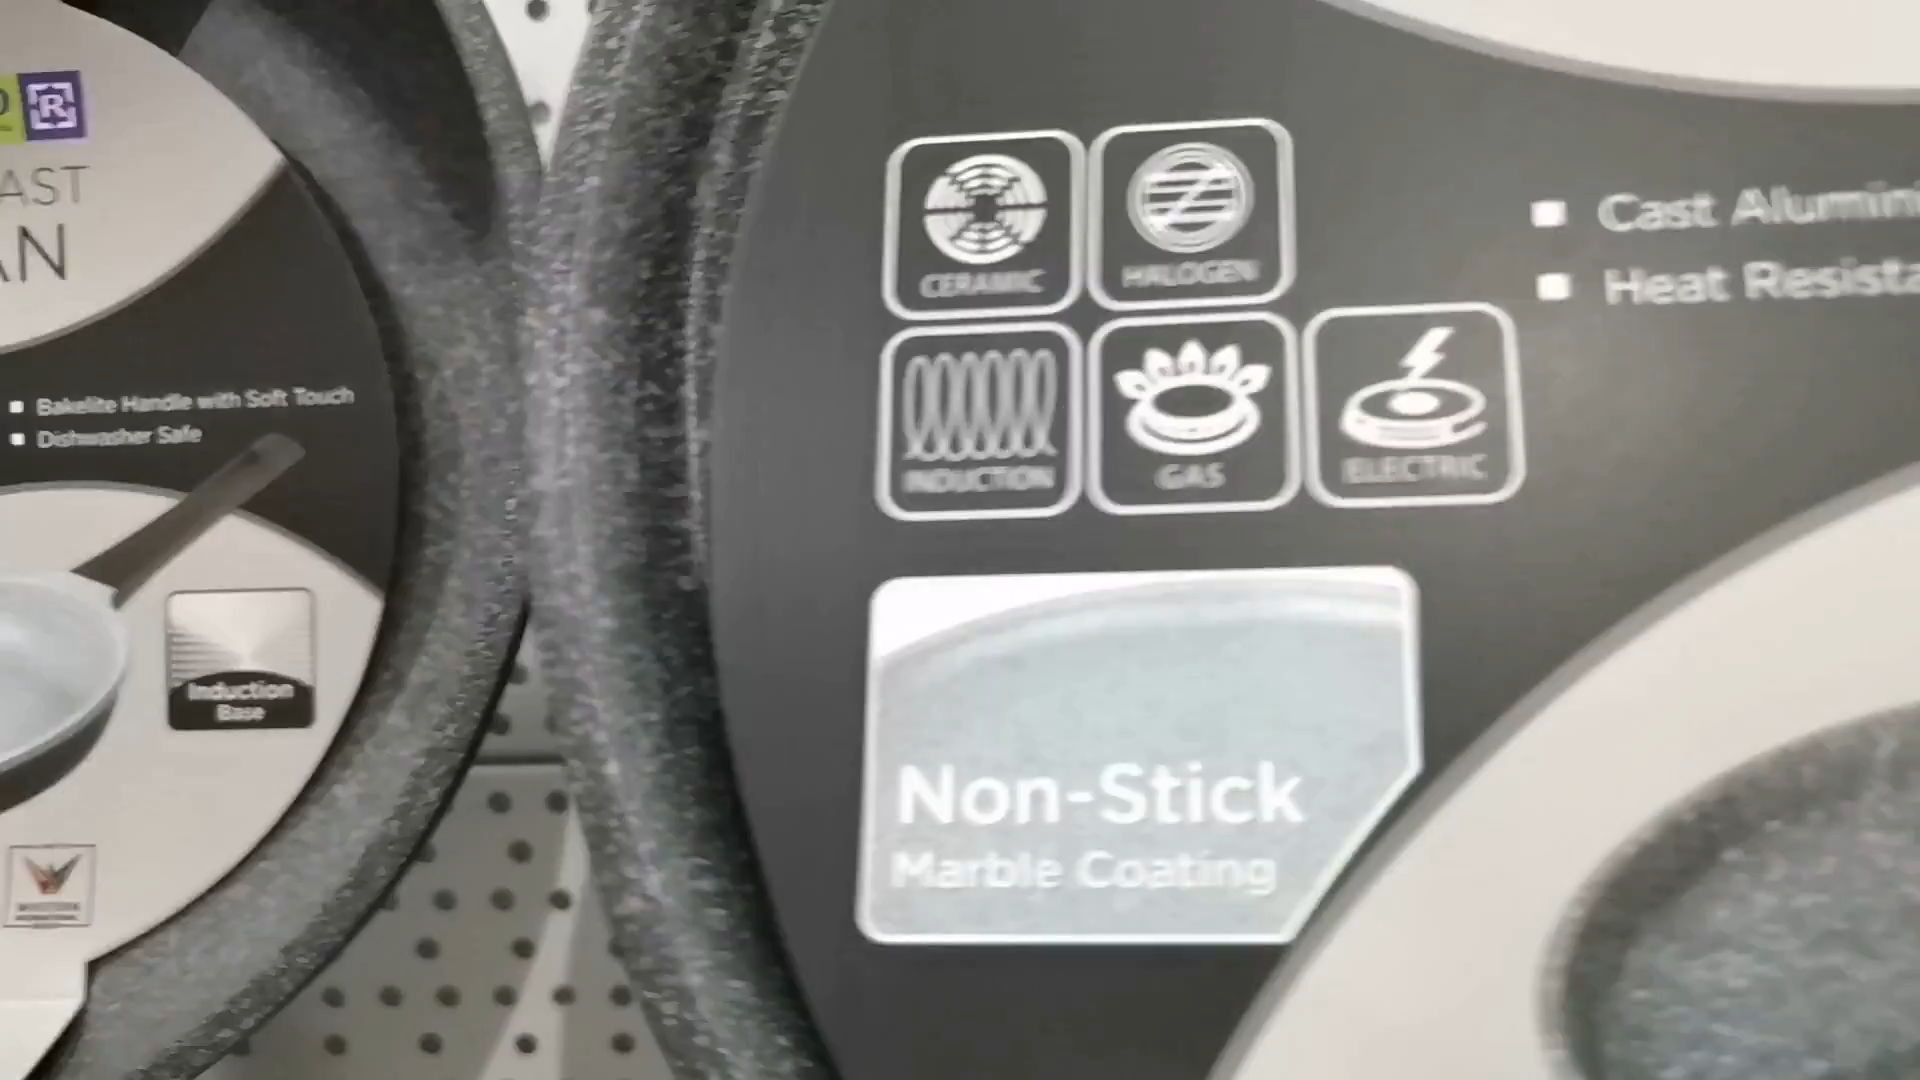 R
AST
AN
Bakelite Handle with Soft Touch
Dishwasher Safe
Induction
Base
CERAMIC
HALOGEN
INDUCTION
GAS
ELECTRIC
Cast Alumini
Heat Resista
Non-Stick
Marble Coating